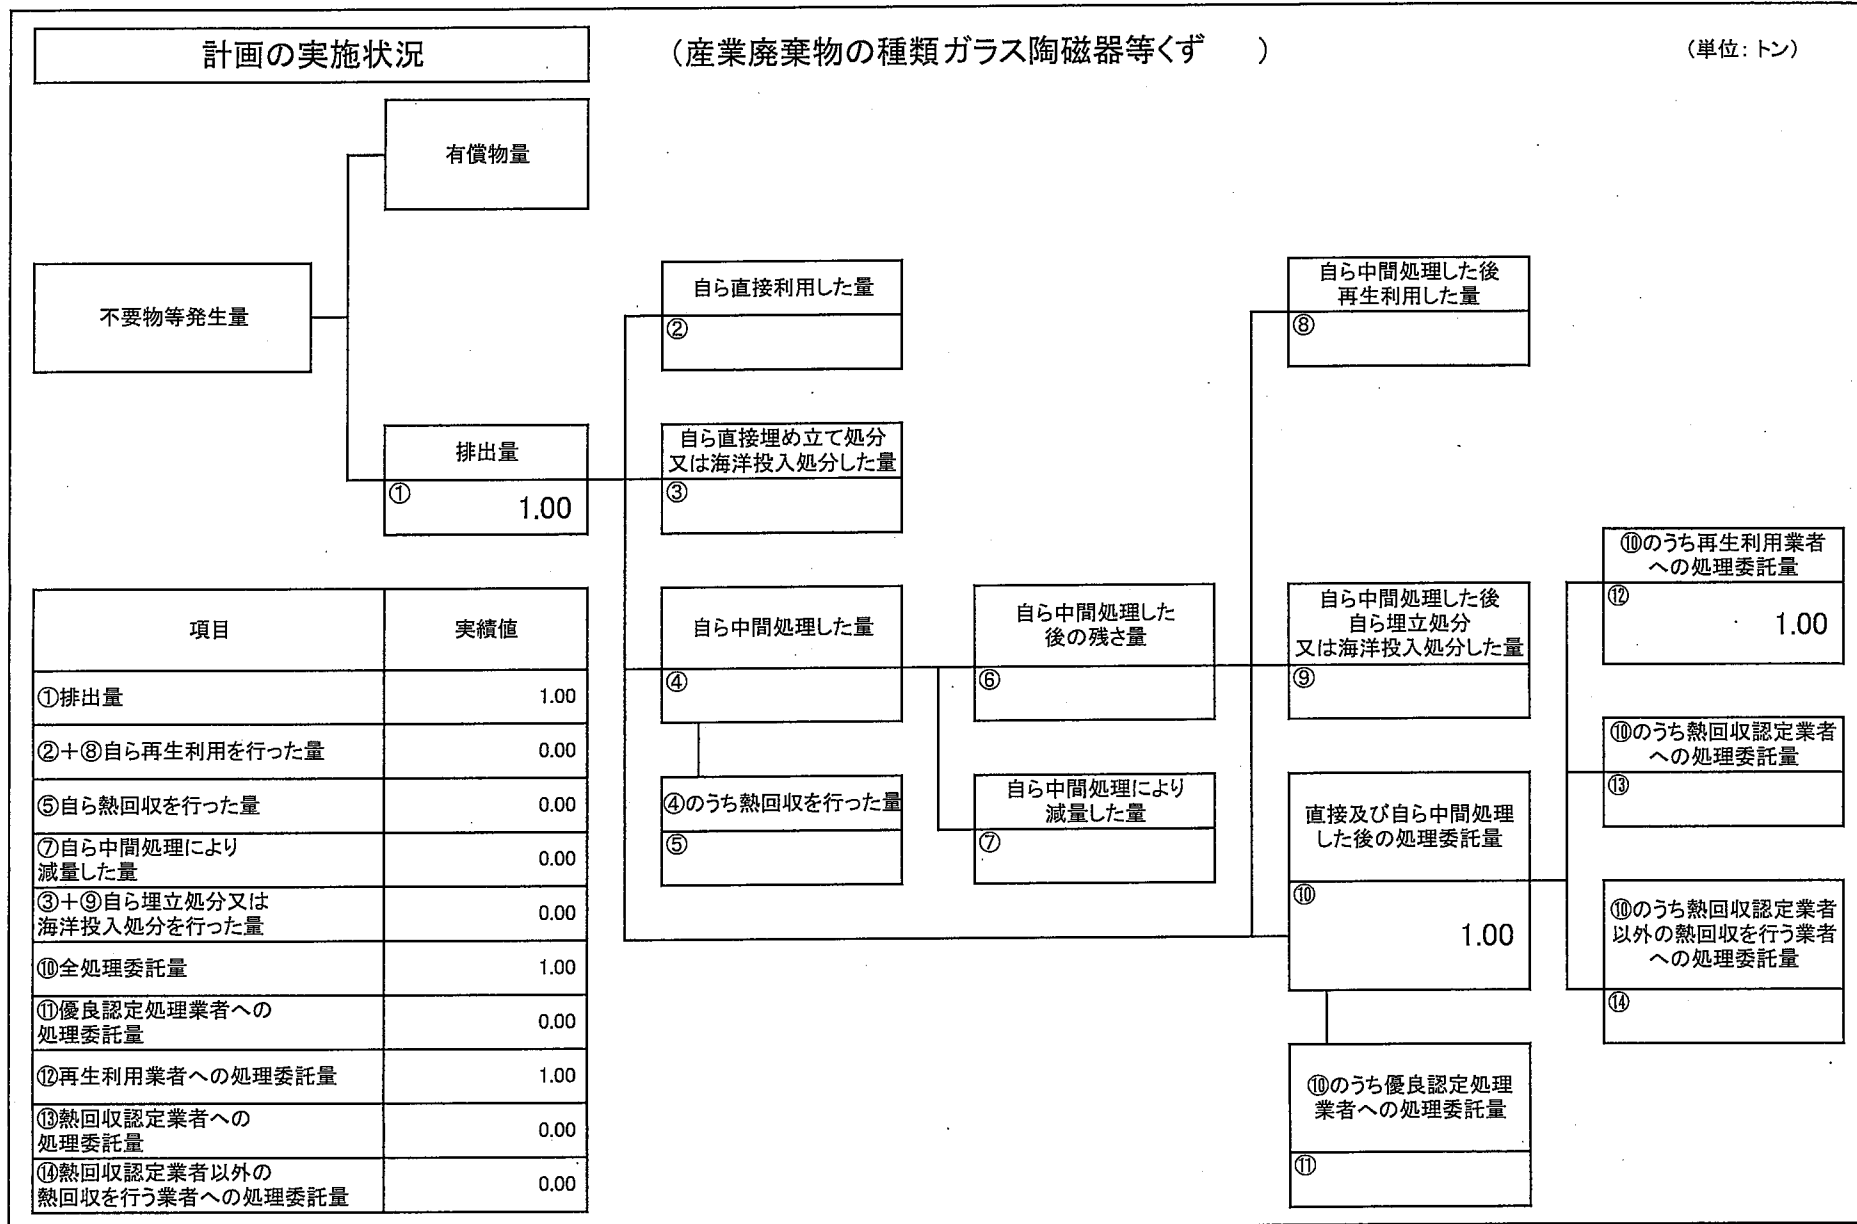 計画の実施状況
（産業廃棄物の種類ガラス陶磁器等くず　　）
（単位：トン）
有償物量
不要物等発生量
自ら直接利用した量
②
自ら中間処理した後
再生利用した量
⑧
排出量
① 1.00
自ら直接埋め立て処分
又は海洋投入処分した量
③
⑩のうち再生利用業者
への処理委託量
⑫ 1.00
自ら中間処理した量
④
自ら中間処理した
後の残さ量
⑥
自ら中間処理した後
自ら埋立処分
又は海洋投入処分した量
⑨
⑩のうち熱回収認定業者
への処理委託量
⑬
④のうち熱回収を行った量
⑤
自ら中間処理により
減量した量
⑦
直接及び自ら中間処理
した後の処理委託量
⑩ 1.00
⑩のうち熱回収認定業者
以外の熱回収を行う業者
への処理委託量
⑭
⑩のうち優良認定処理
業者への処理委託量
⑪
項目 実績値
①排出量 1.00
②＋⑧自ら再生利用を行った量 0.00
⑤自ら熱回収を行った量 0.00
⑦自ら中間処理により
減量した量 0.00
③＋⑨自ら埋立処分又は
海洋投入処分を行った量 0.00
⑩全処理委託量 1.00
⑪優良認定処理業者への
処理委託量 0.00
⑫再生利用業者への処理委託量 1.00
⑬熱回収認定業者への
処理委託量 0.00
⑭熱回収認定業者以外の
熱回収を行う業者への処理委託量 0.00